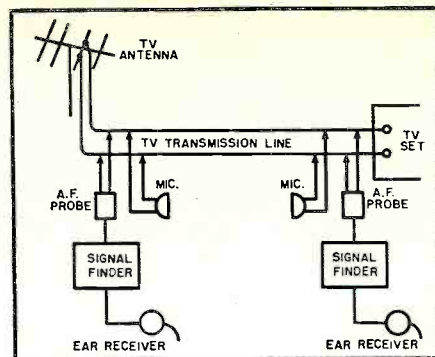 TV
ANTENNA
TV TRANSMISSION LINE
TV
SET
A.F.
PROBE
MIC.
MIC.
A.F.
PROBE
SIGNAL
FINDER
SIGNAL
FINDER
EAR RECEIVER
EAR RECEIVER